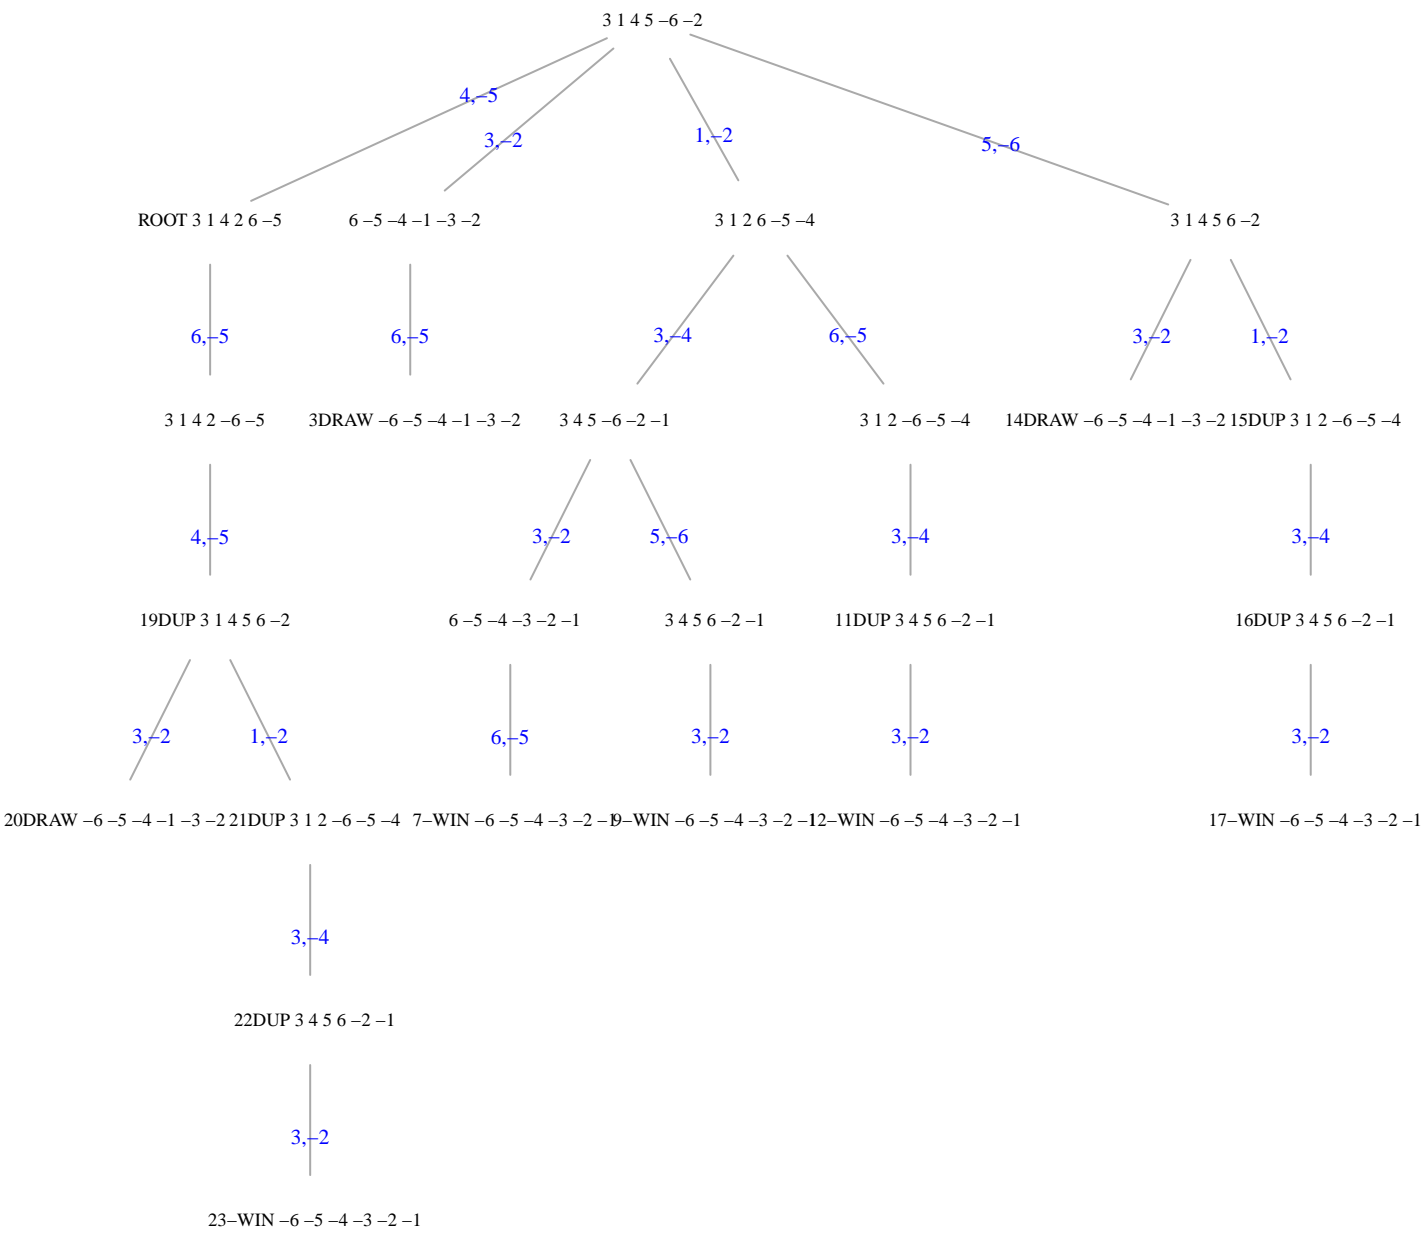 3 1 4 5 –6 –2
4,–5
3,–2
1,–2
5,–6
ROOT 3 1 4 2 6 –5
6 –5 –4 –1 –3 –2
3 1 2 6 –5 –4
3 1 4 5 6 –2
6,–5
6,–5
3,–4
6,–5
3,–2
1,–2
3 1 4 2 –6 –5
3DRAW –6 –5 –4 –1 –3 –2
3 4 5 –6 –2 –1
3 1 2 –6 –5 –4
14DRAW –6 –5 –4 –1 –3 –2
15DUP 3 1 2 –6 –5 –4
4,–5
3,–2
5,–6
3,–4
3,–4
19DUP 3 1 4 5 6 –2
6 –5 –4 –3 –2 –1
3 4 5 6 –2 –1
11DUP 3 4 5 6 –2 –1
16DUP 3 4 5 6 –2 –1
3,–2
1,–2
6,–5
3,–2
3,–2
3,–2
20DRAW –6 –5 –4 –1 –3 –2
21DUP 3 1 2 –6 –5 –4
7–WIN –6 –5 –4 –3 –2 –1
9–WIN –6 –5 –4 –3 –2 –1
12–WIN –6 –5 –4 –3 –2 –1
17–WIN –6 –5 –4 –3 –2 –1
3,–4
22DUP 3 4 5 6 –2 –1
3,–2
23–WIN –6 –5 –4 –3 –2 –1